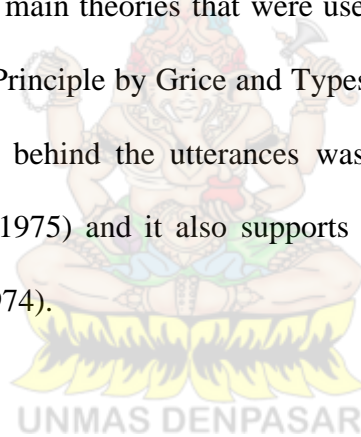 main theories that were use
Principle by Grice and Types
behind the utterances was
1975) and it also supports
974).
UNMAS DENPASAR